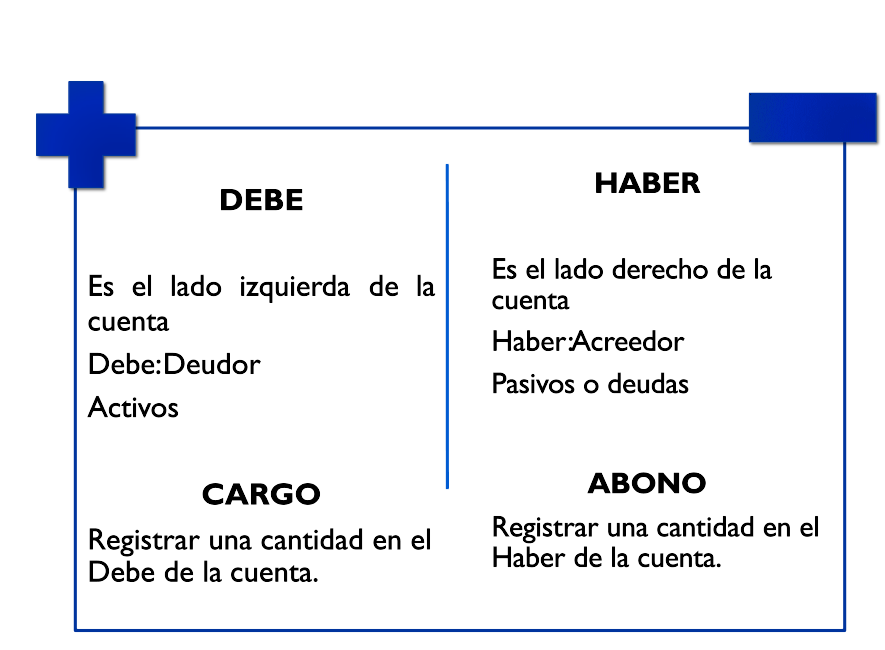 DEBE
Es el lado izquierda de la
cuenta
Debe:Deudor
Activos
CARGO
Registrar una cantidad en el
Debe de la cuenta.
HABER
Es el lado derecho de la
cuenta
Haber:Acreedor
Pasivos o deudas
ABONO
Registrar una cantidad en el
Haber de la cuenta.